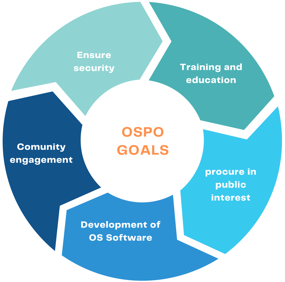 Ensure
security
Training and
education
OSPO
GOALS
Comunity
engagement
procure in
public
interest
Development of
OS Software